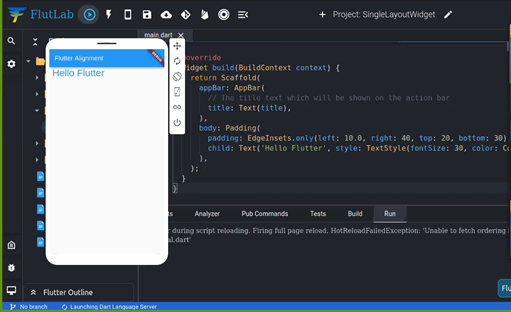 FlutLab
Project: SingleLayoutWidget
main.dart
Flutter Alignment
Hello Flutter
override
Widget build(BuildContext context) {
return Scaffold(
appBar: AppBar(
// The title text which will be shown on the action bar
title: Text(title),
),
body: Padding(
padding: EdgeInsets.only(left: 10.0, right: 40, top: 20, bottom: 30)
child: Text('Hello Flutter', style: TextStyle(fontSize: 30, color: C
),
);
}
}
ts Analyzer Pub Commands Tests Build Run
r during script reloading. Firing full page reload. HotReloadFailedException: 'Unable to fetch ordering
al.dart'
Flu
Flutter Outline
No branch Launching Dart Language Server